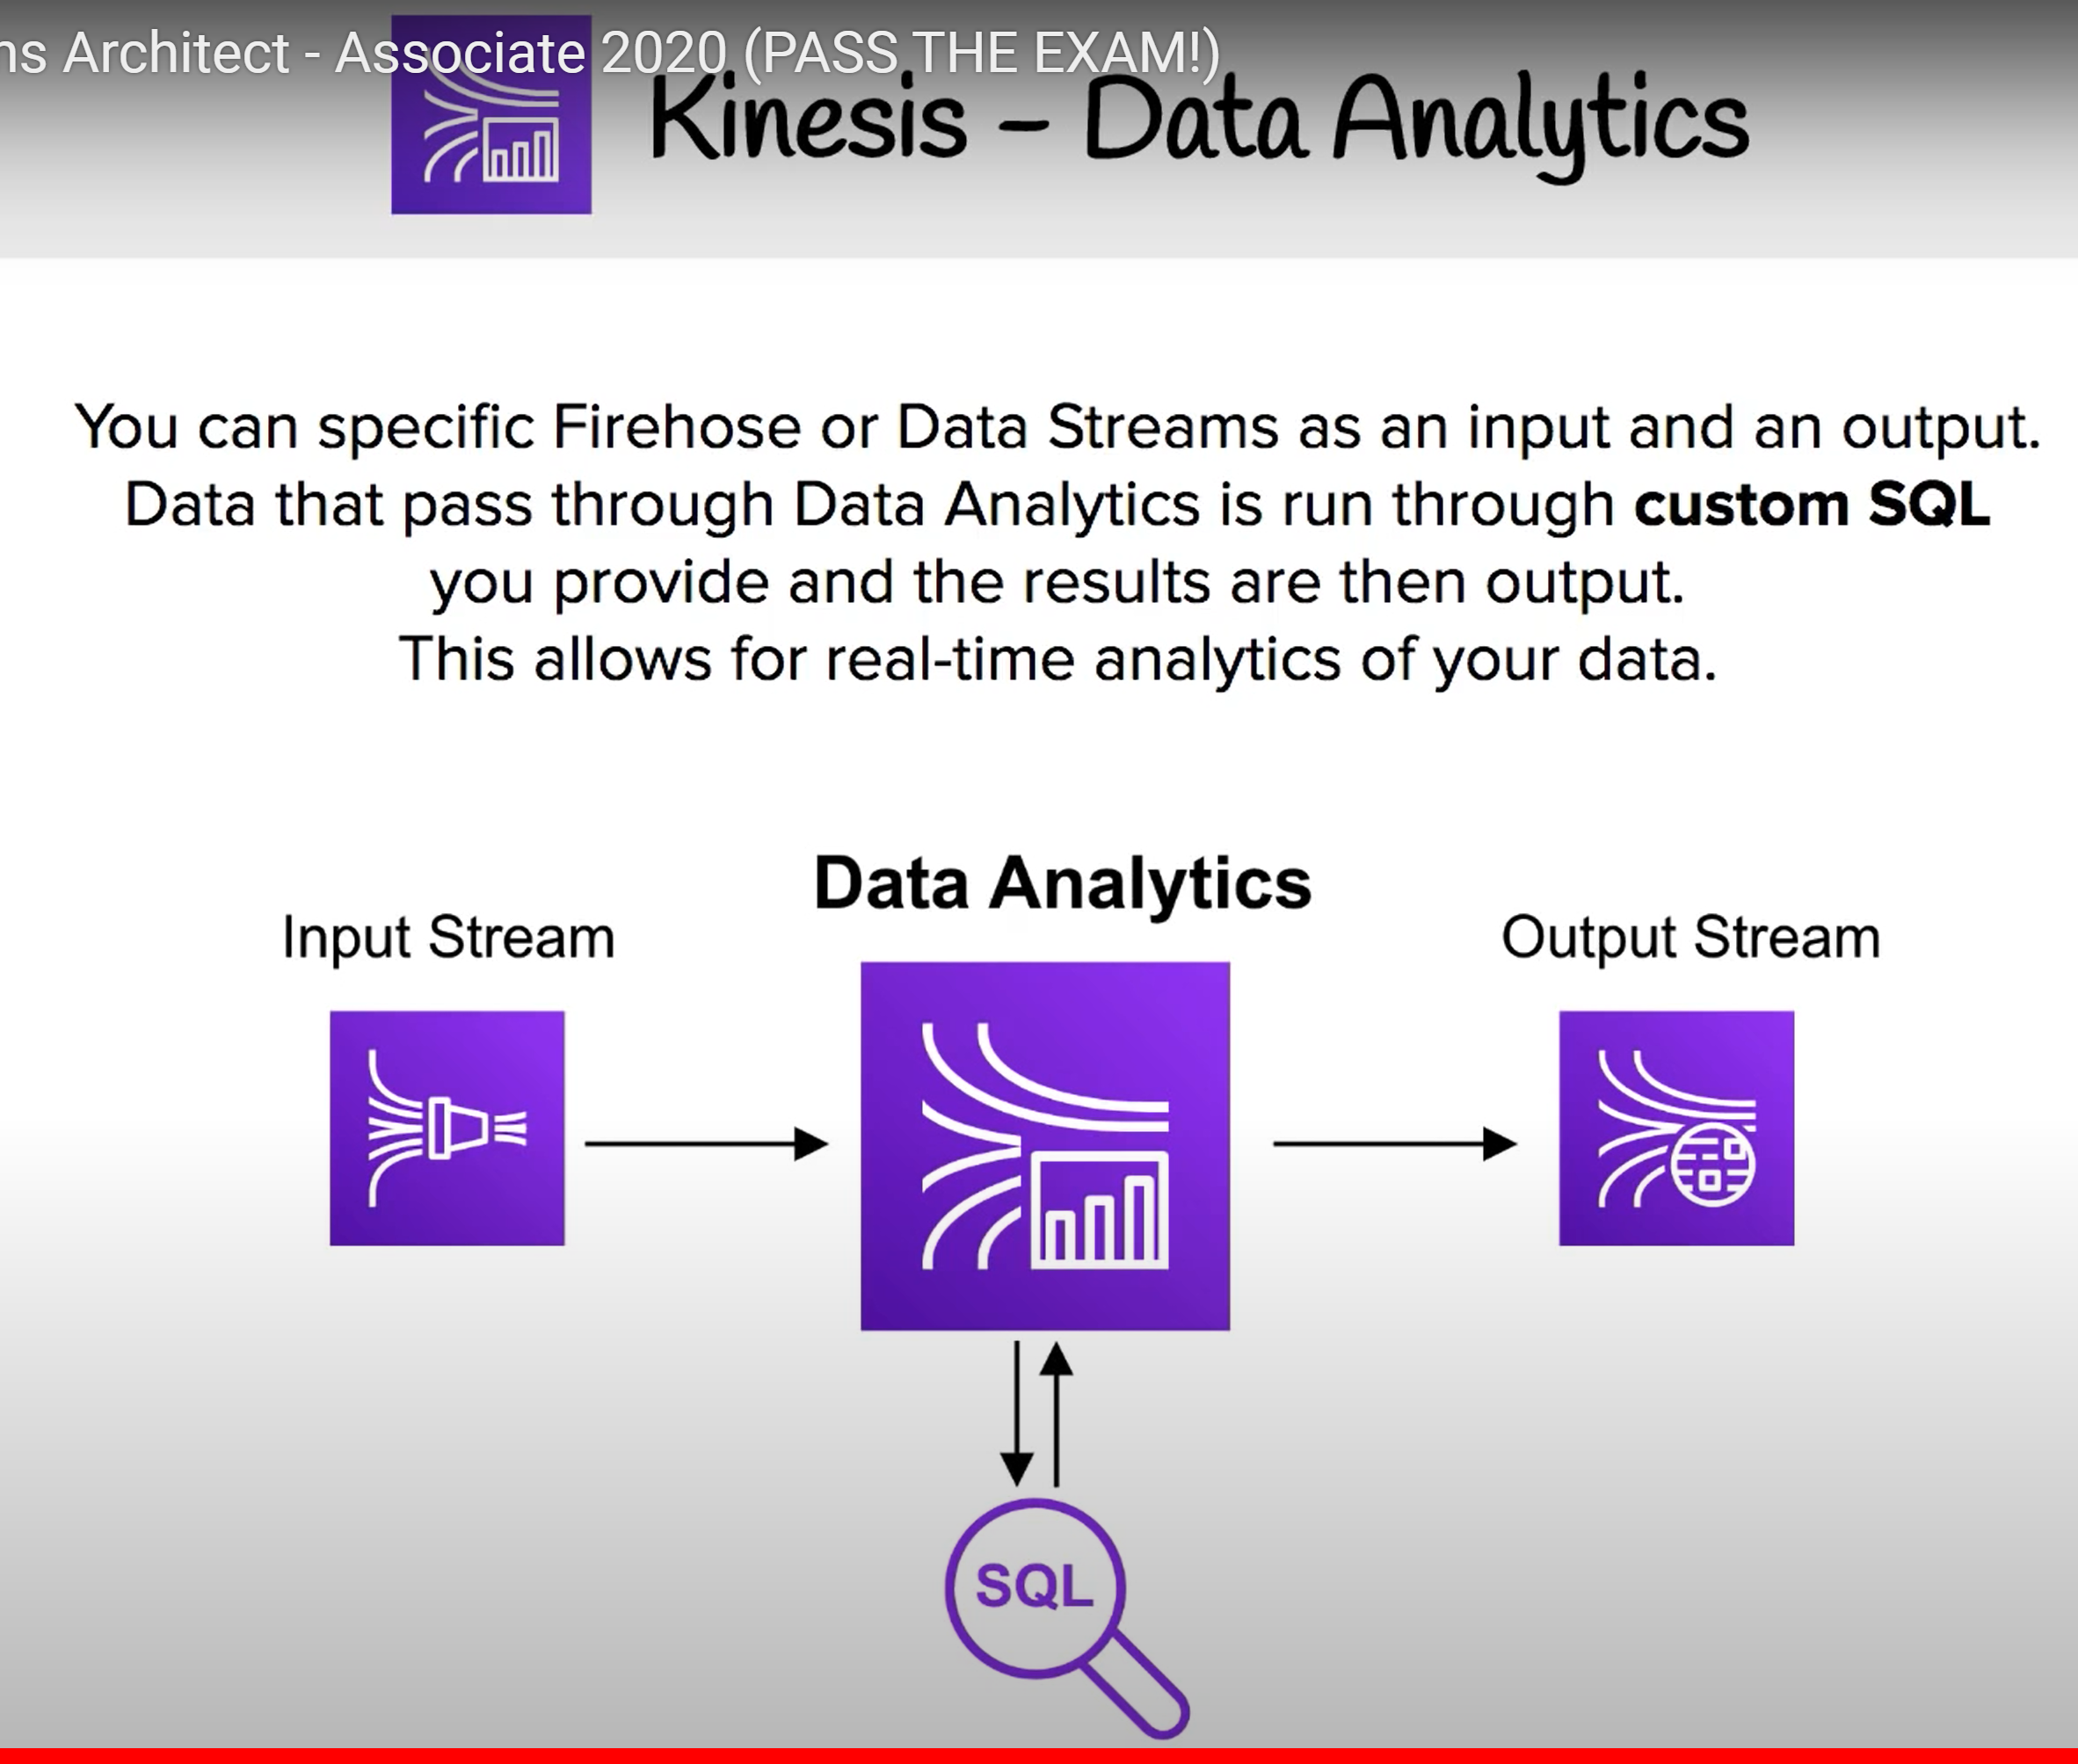 ns Architect - Associate 2020 (PASS THE EXAM!)
Kinesis – Data Analytics
You can specific Firehose or Data Streams as an input and an output.
Data that pass through Data Analytics is run through custom SQL
you provide and the results are then output.
This allows for real-time analytics of your data.
Data Analytics
Input Stream
Output Stream
SQL